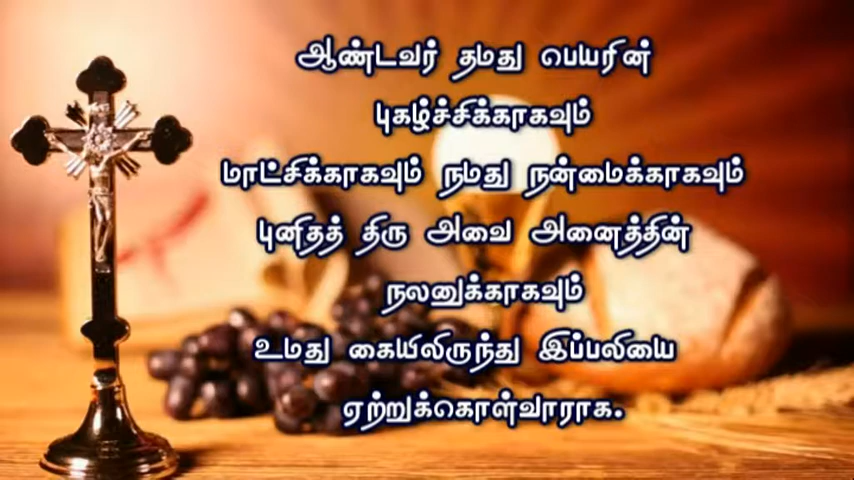 ஆண்டவர் தமது பெயரின்
புகழ்ச்சிக்காகவும்
மாட்சிக்காகவும் நமது நன்மைக்காகவும்
புனிதத் திரு அவை அனைத்தின்
நலனுக்காகவும்
உமது கையிலிருந்து இப்பலியை
ஏற்றுக்கொள்வாராக.